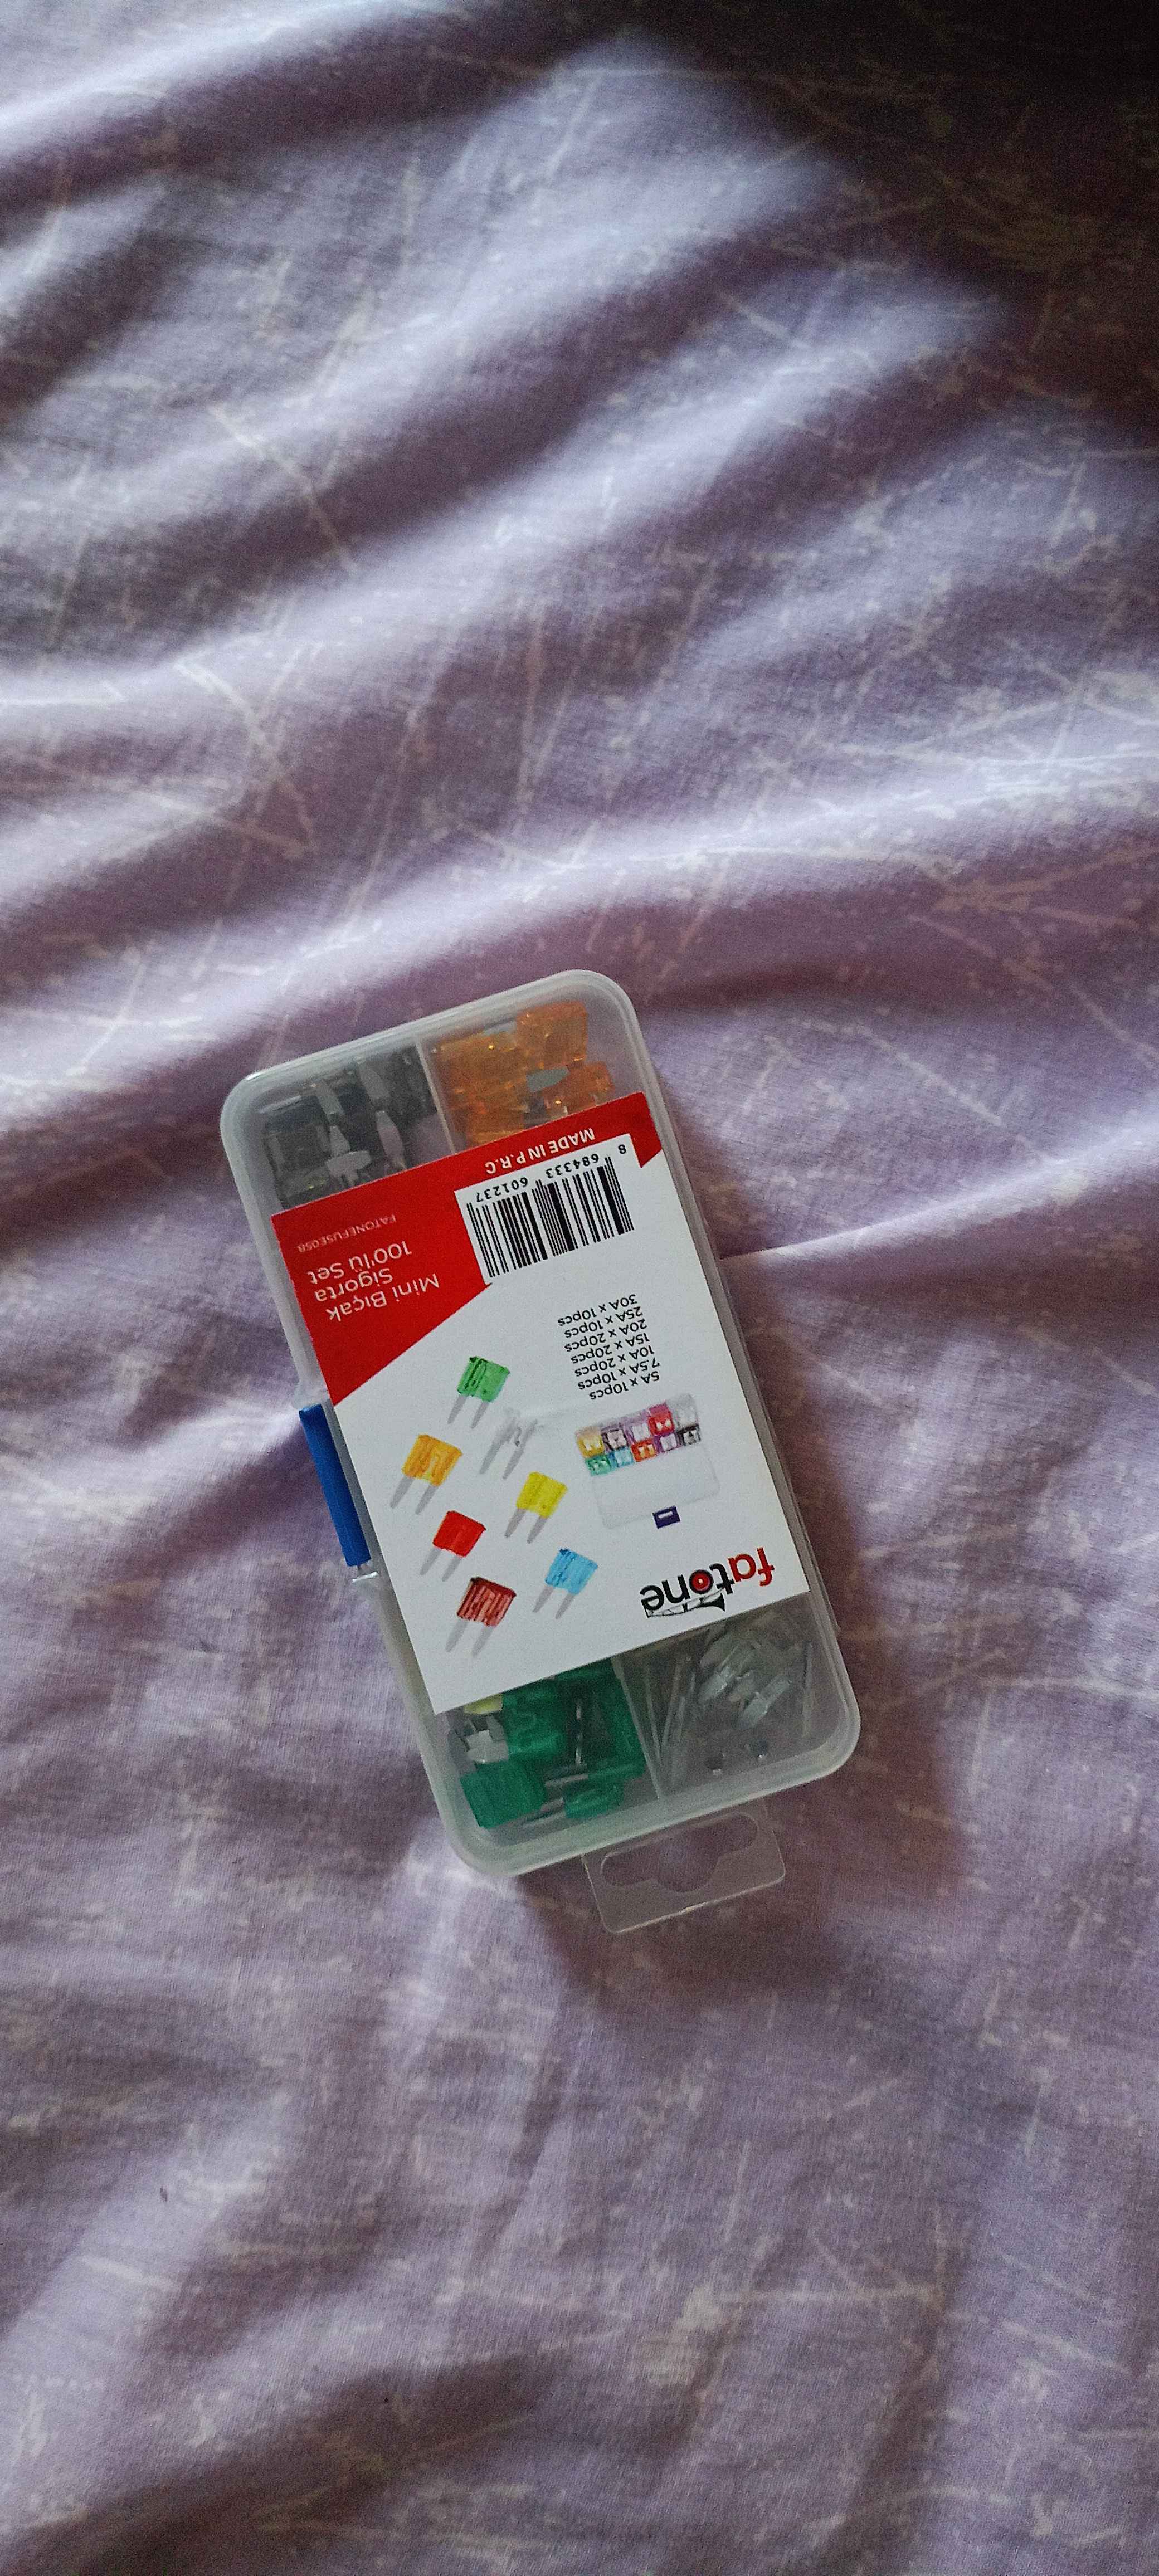 fatone
5A x 10pcs
7.5A x 10pcs
10A x 20pcs
15A x 20pcs
20A x 20pcs
25A x 10pcs
30A x 10pcs
Mini Bıçak
Sigorta
100'lü Set
FATONEFUSE058
8 684333 601237
MADE IN P.R.C